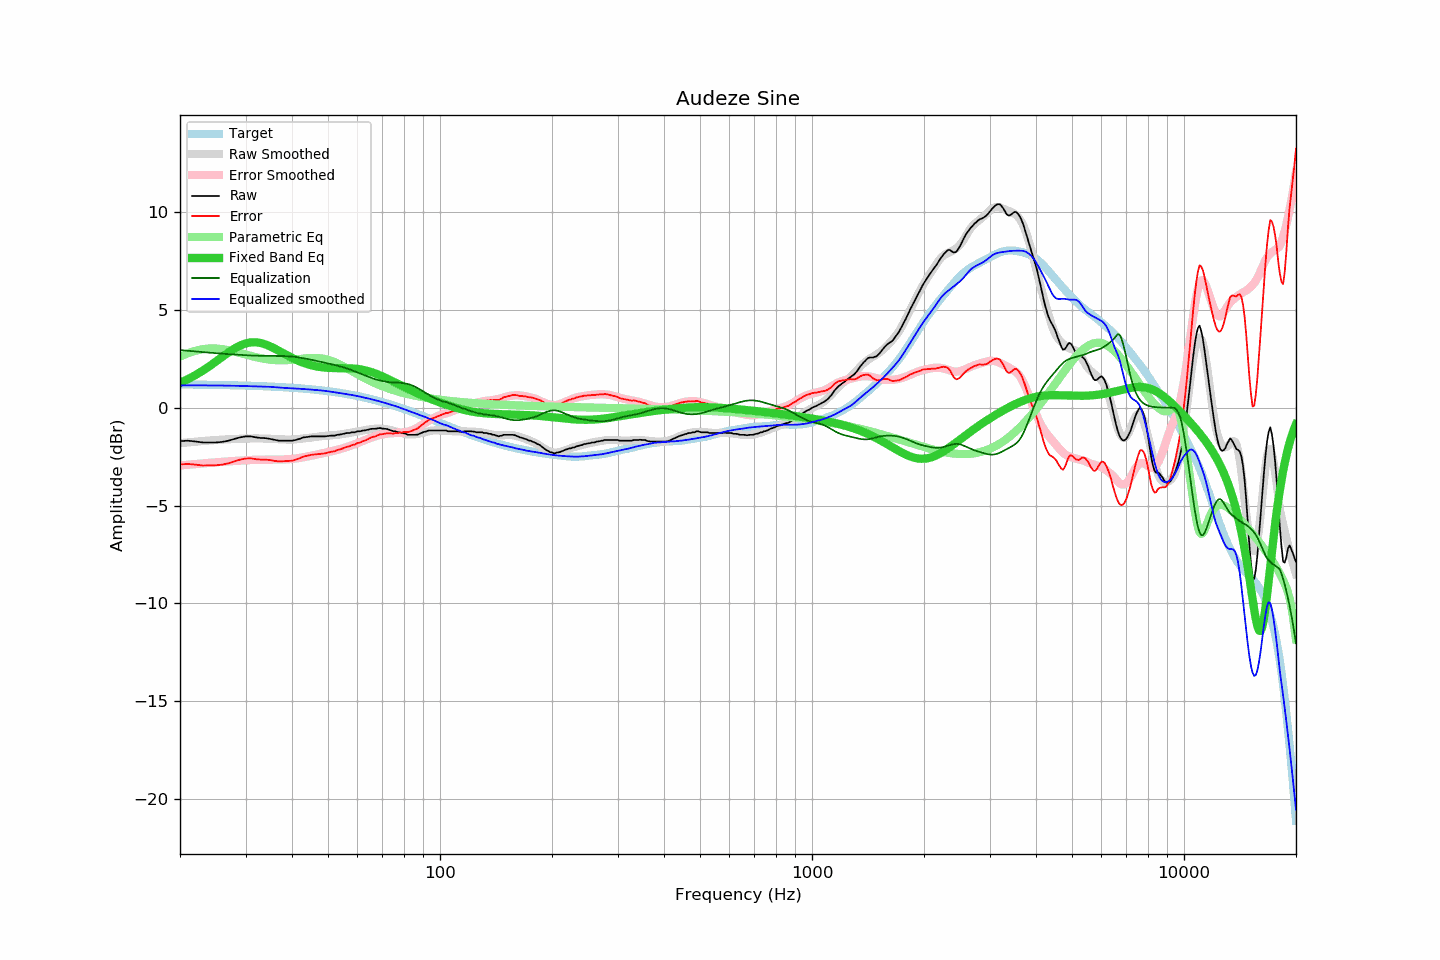 Audeze Sine
Target
Raw Smoothed
Error Smoothed
Raw
Error
Parametric Eq
Fixed Band Eq
Equalization
Equalized smoothed
10
5
0
−5
−10
−15
−20
Amplitude (dBr)
100
1000
10000
Frequency (Hz)